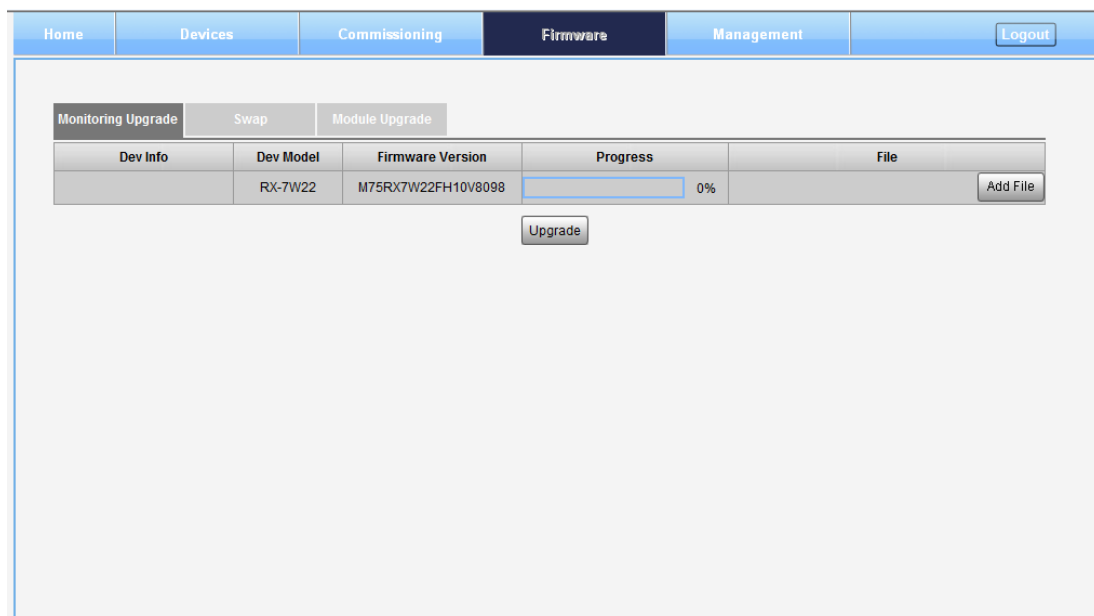 Home Devices Commissioning Firmware Management Logout
Monitoring Upgrade Swap Module Upgrade
Dev Info Dev Model Firmware Version Progress File
RX-7W22 M75RX7W22FH10V8098 0% Add File
Upgrade